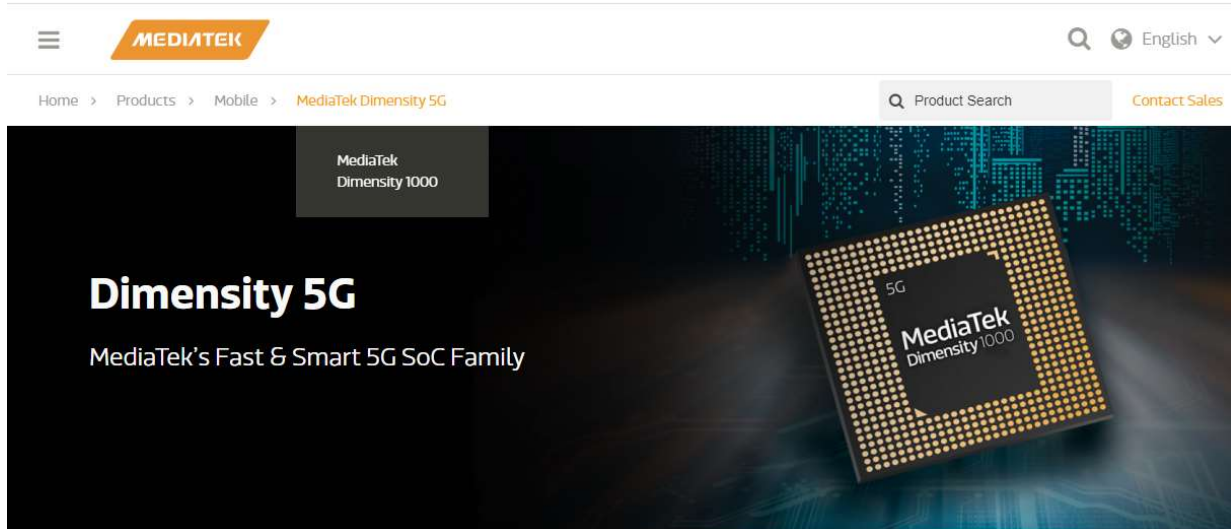 MEDIATEK
English
Home > Products > Mobile > MediaTek Dimensity 5G
Product Search
Contact Sales
MediaTek
Dimensity 1000
Dimensity 5G
MediaTek's Fast & Smart 5G SoC Family
5G
MediaTek
Dimensity 1000